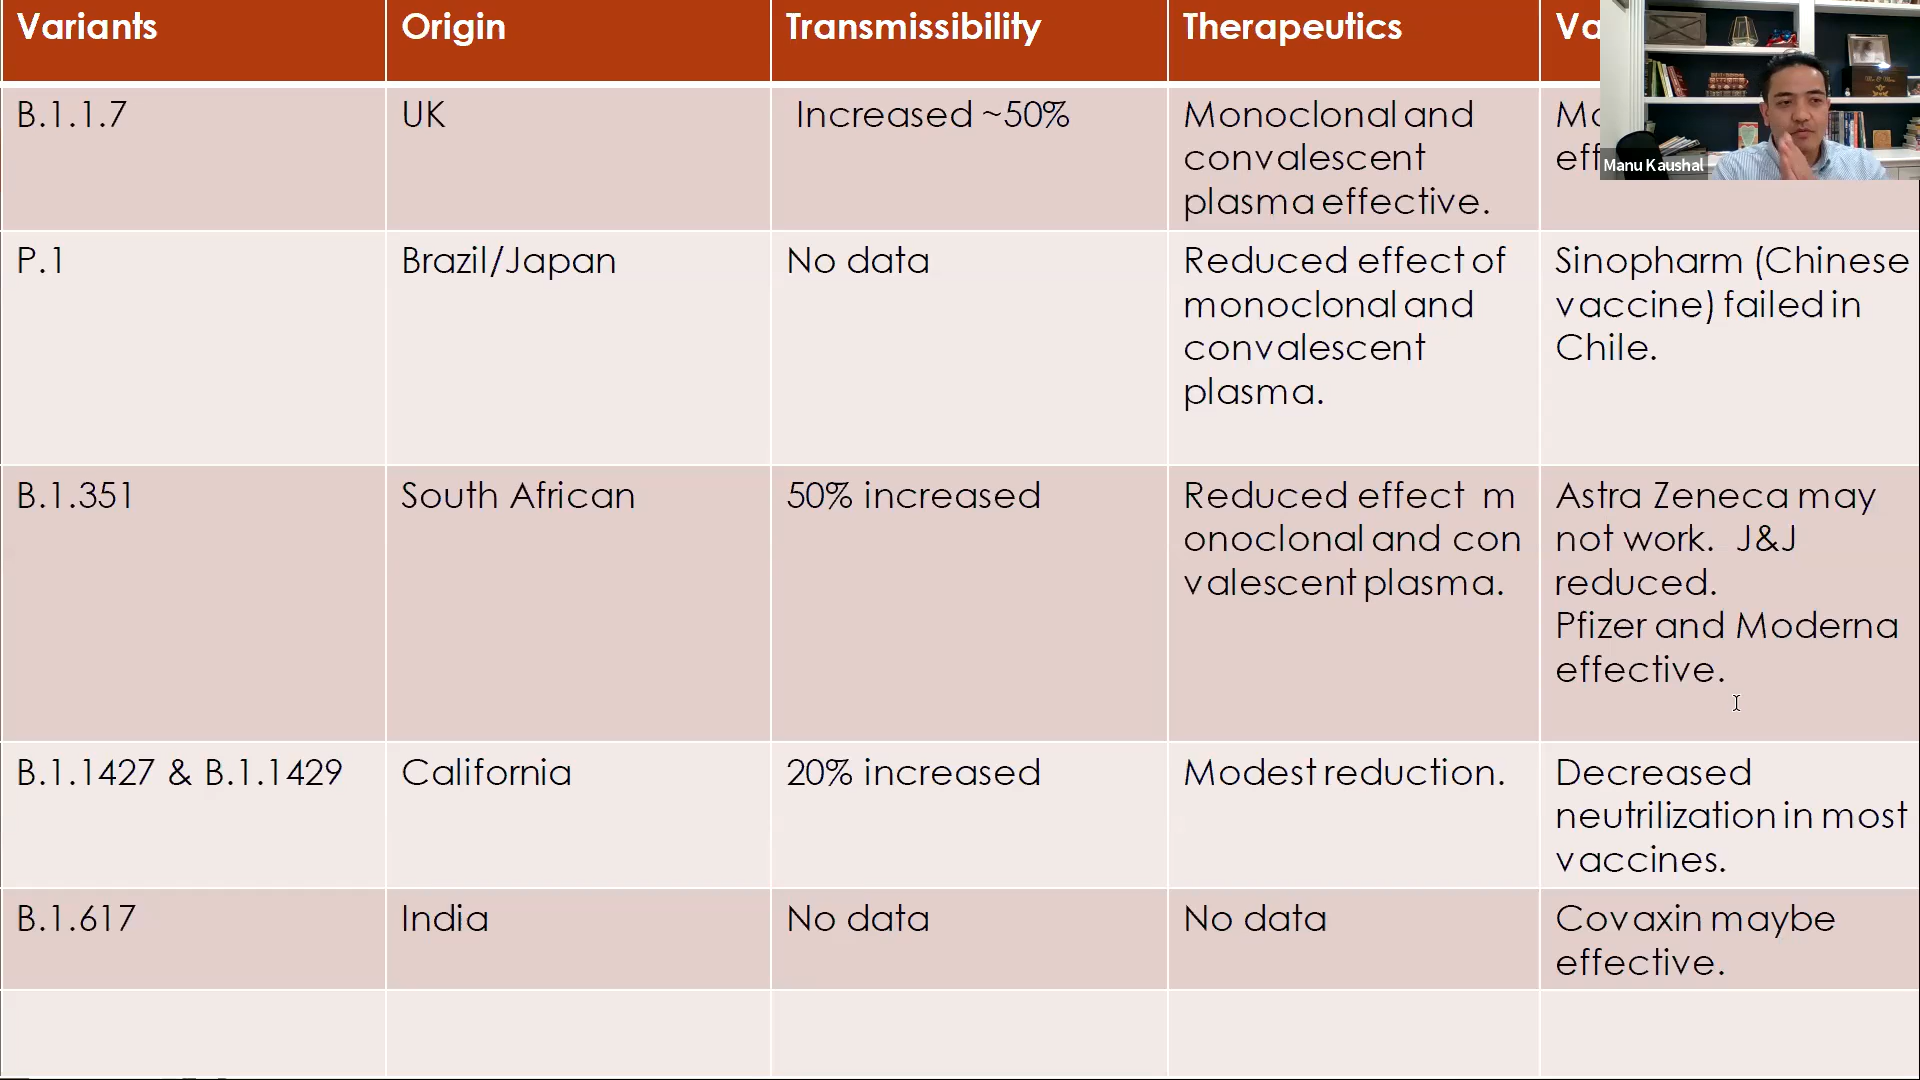 Variants Origin Transmissibility Therapeutics
B.1.1.7 UK Increased ~50% Monoclonal and
convalescent
plasma effective.
Manu Kaushal
P.1 Brazil/Japan No data Reduced effect of Sinopharm (Chinese
monoclonal and vaccine) failed in
convalescent Chile.
plasma.
B.1.351 South African 50% increased Reduced effect m Astra Zeneca may
onoclonal and con not work. J&J
valescent plasma. reduced.
Pfizer and Moderna
effective.
B.1.1427 & B.1.1429 California 20% increased Modest reduction. Decreased
neutrilization in most
vaccines.
B.1.617 India No data No data Covaxin maybe
effective.